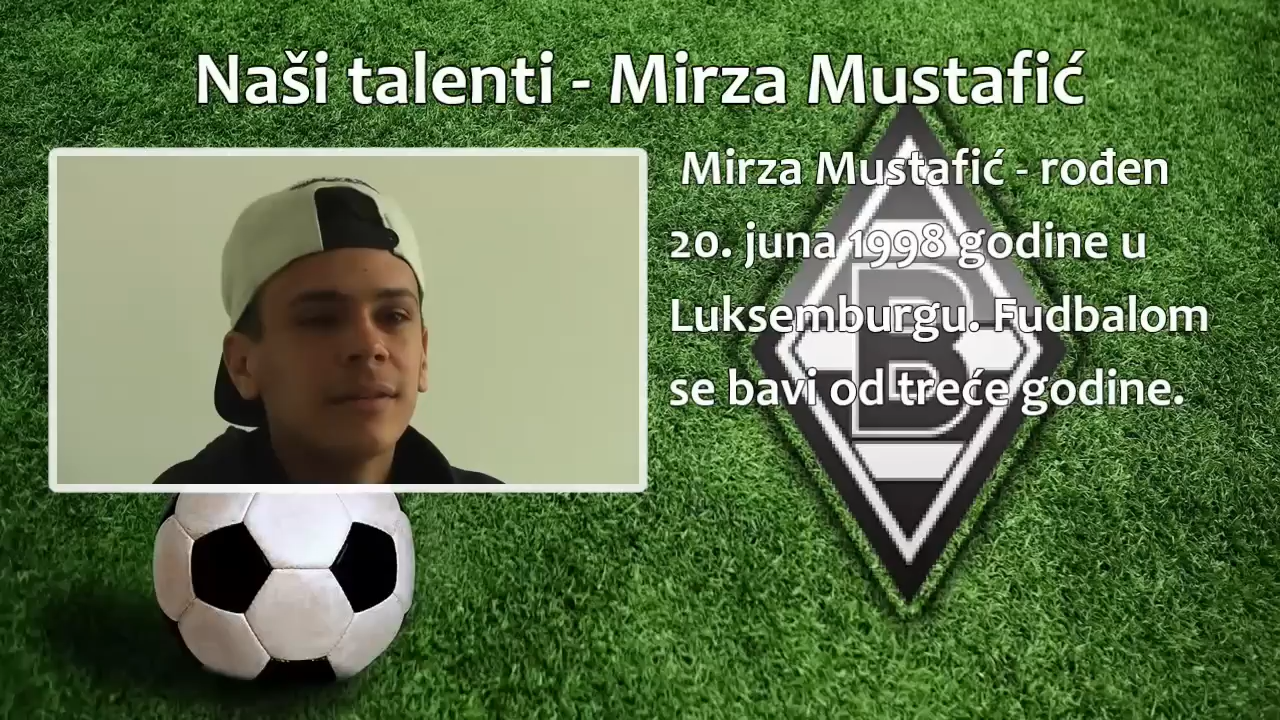 Naši talenti - Mirza Mustafić
Mirza Mustafić - rođen
20. juna 1998 godine u
Luksemburgu. Fudbalom
se bavi od treće godine.
B